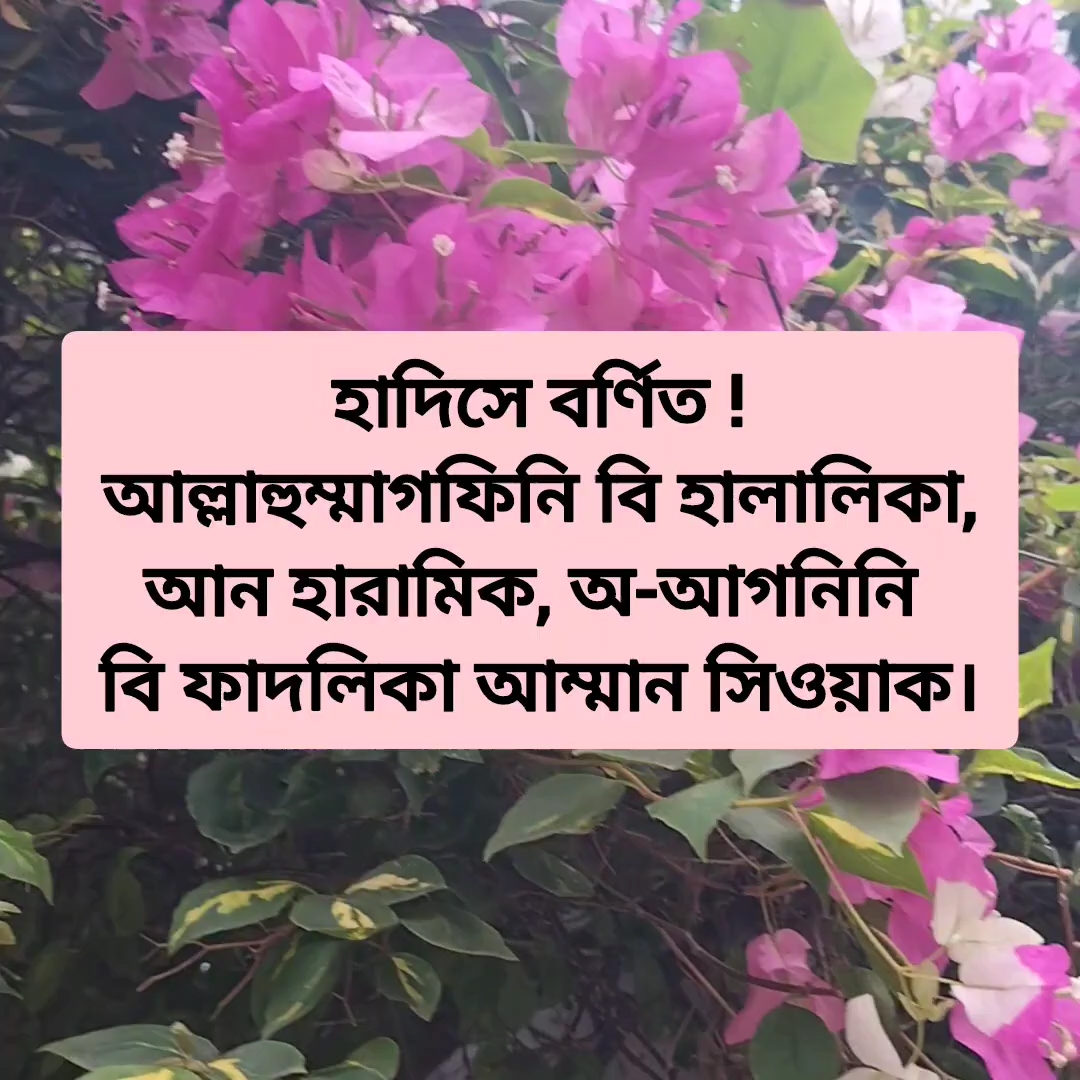 হাদিসে বর্ণিত !
আল্লাহুম্মাগফিনি বি হালালিকা,
আন হারামিক, অ-আগনিনি
বি ফাদলিকা আম্মান সিওয়াক।